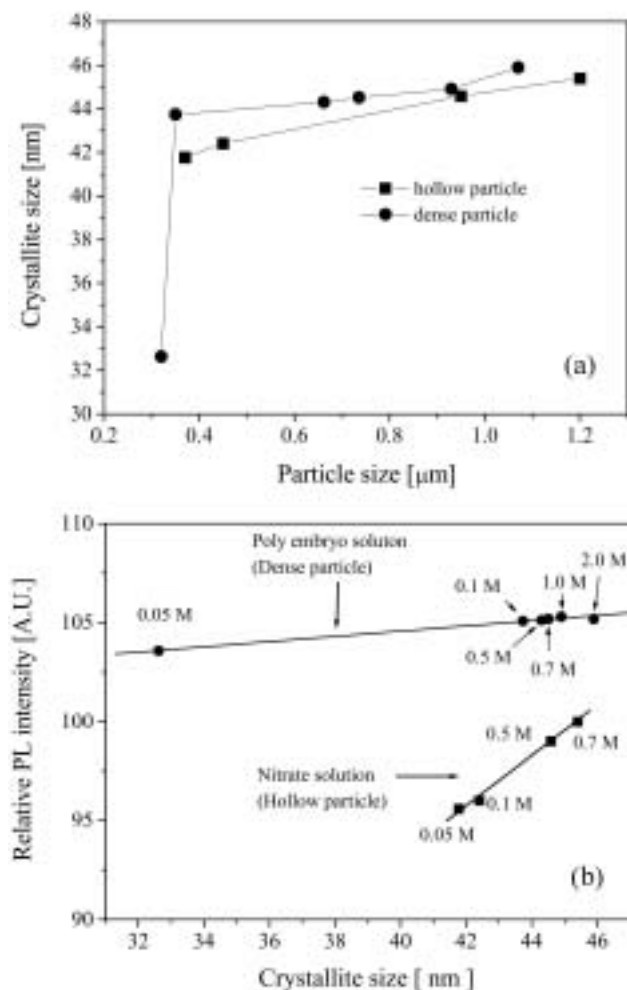 48
46
44
42
40
38
36
34
32
30
Crystallite size [nm]
hollow particle
dense particle
(a)
0.2 0.4 0.6 0.8 1.0 1.2
Particle size [μm]
110
105
100
95
90
Relative PL intensity [A.U.]
Poly embryo soluton
(Dense particle)
0.05 M
0.1 M
1.0 M
2.0 M
0.5 M
0.7 M
0.5 M
0.7 M
Nitrate solution
(Hollow particle)
0.1 M
0.05 M
(b)
32 34 36 38 40 42 44 46
Crystallite size [ nm ]